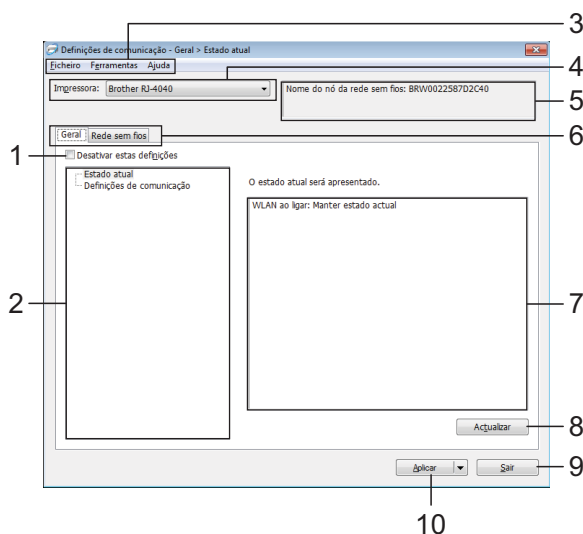 3
Definições de comunicação - Geral > Estado atual
Ficheiro Ferramentas Ajuda
4
Impressora: Brother RJ-4040
Nome do nó da rede sem fios: BRW0022587D2C40
5
Geral Rede sem fios
6
1
Desativar estas definições
Estado atual
Definições de comunicação
O estado atual será apresentado.
WLAN ao ligar: Manter estado actual
2
7
Actualizar
8
Aplicar
Sair
9
10